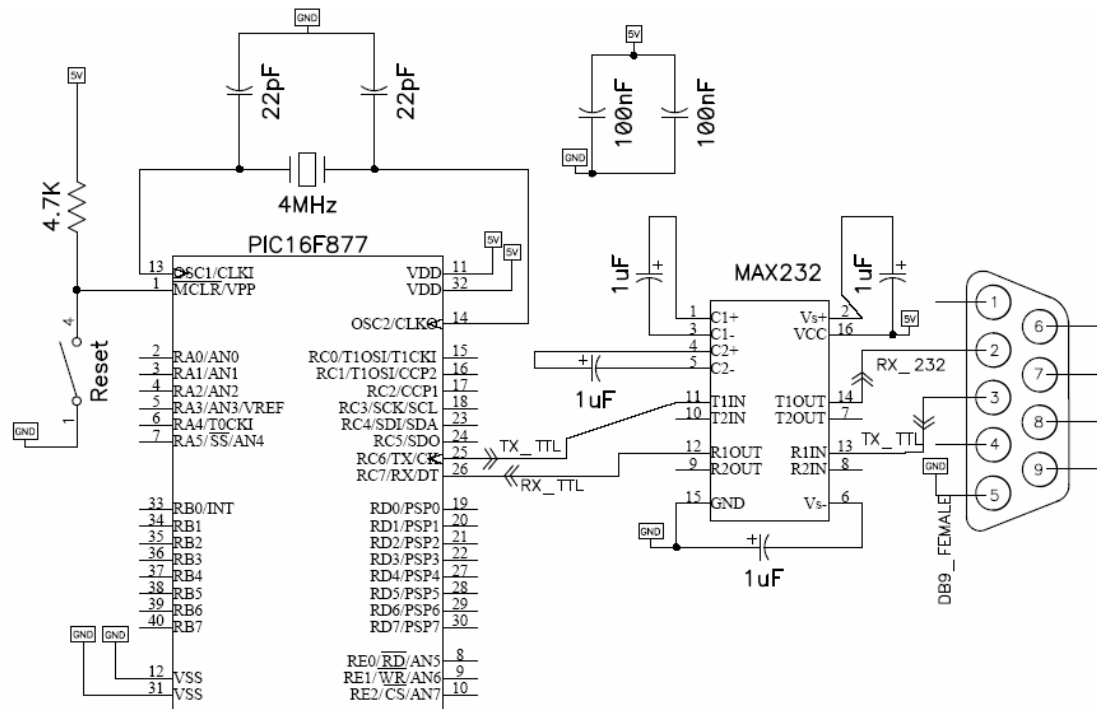 GND
5V
22pF
22pF
5V
100nF
100nF
GND
4.7K
4MHz
PIC16F877
5V
5V
13 OSC1/CLKI
1 MCLR/VPP
VDD 11
VDD 32
OSC2/CLKO 14
4
Reset
1
GND
2 RA0/AN0
3 RA1/AN1
4 RA2/AN2
5 RA3/AN3/VREF
6 RA4/T0CKI
7 RA5/SS/AN4
RC0/T1OSI/T1CKI 15
RC1/T1OSI/CCP2 16
RC2/CCP1 17
RC3/SCK/SCL 18
RC4/SDI/SDA 23
RC5/SDO 24
RC6/TX/CK 25
RC7/RX/DT 26
TX_TTL
RX_TTL
33 RB0/INT
34 RB1
35 RB2
36 RB3
37 RB4
38 RB5
39 RB6
40 RB7
RD0/PSP0 19
RD1/PSP1 20
RD2/PSP2 21
RD3/PSP3 22
RD4/PSP4 27
RD5/PSP5 28
RD6/PSP6 29
RD7/PSP7 30
GND
GND
12 VSS
31 VSS
RE0/RD/AN5 8
RE1/WR/AN6 9
RE2/CS/AN7 10
MAX232
+
1uF
+
1uF
1 C1+
3 C1-
4 C2+
5 C2-
+
1uF
11 T1IN
10 T2IN
12 R1OUT
9 R2OUT
15 GND
Vs+ 2
VCC 16
5V
T1OUT 14
T2OUT 7
R1IN 13
R2IN 8
Vs- 6
GND
+
1uF
RX_232
TX_TTL
GND
DB9_FEMALE
1
2
3
4
5
6
7
8
9